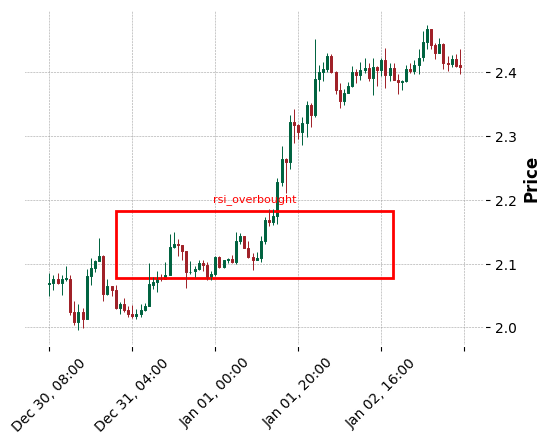 2.4
2.3
2.2
2.1
2.0
Price
rsi_overbought
Dec 30, 08:00
Dec 31, 04:00
Jan 01, 00:00
Jan 01, 20:00
Jan 02, 16:00